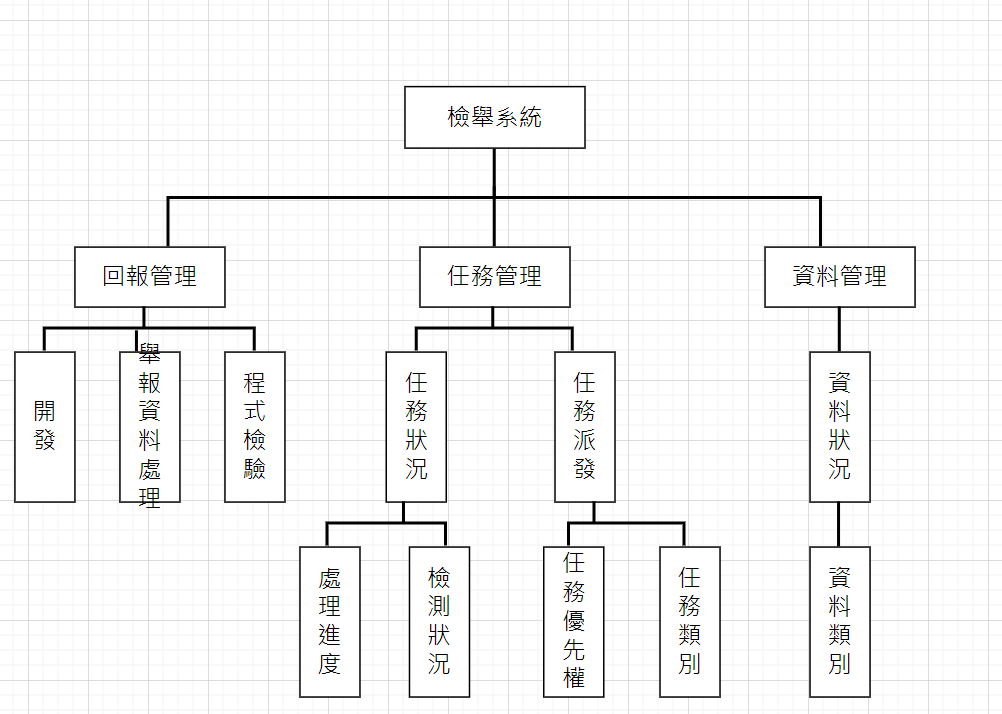 檢舉系統
回報管理
任務管理
資料管理
開發
舉報資料處理
程式檢驗
任務狀況
任務派發
資料狀況
處理進度
檢測狀況
任務優先權
任務類別
資料類別